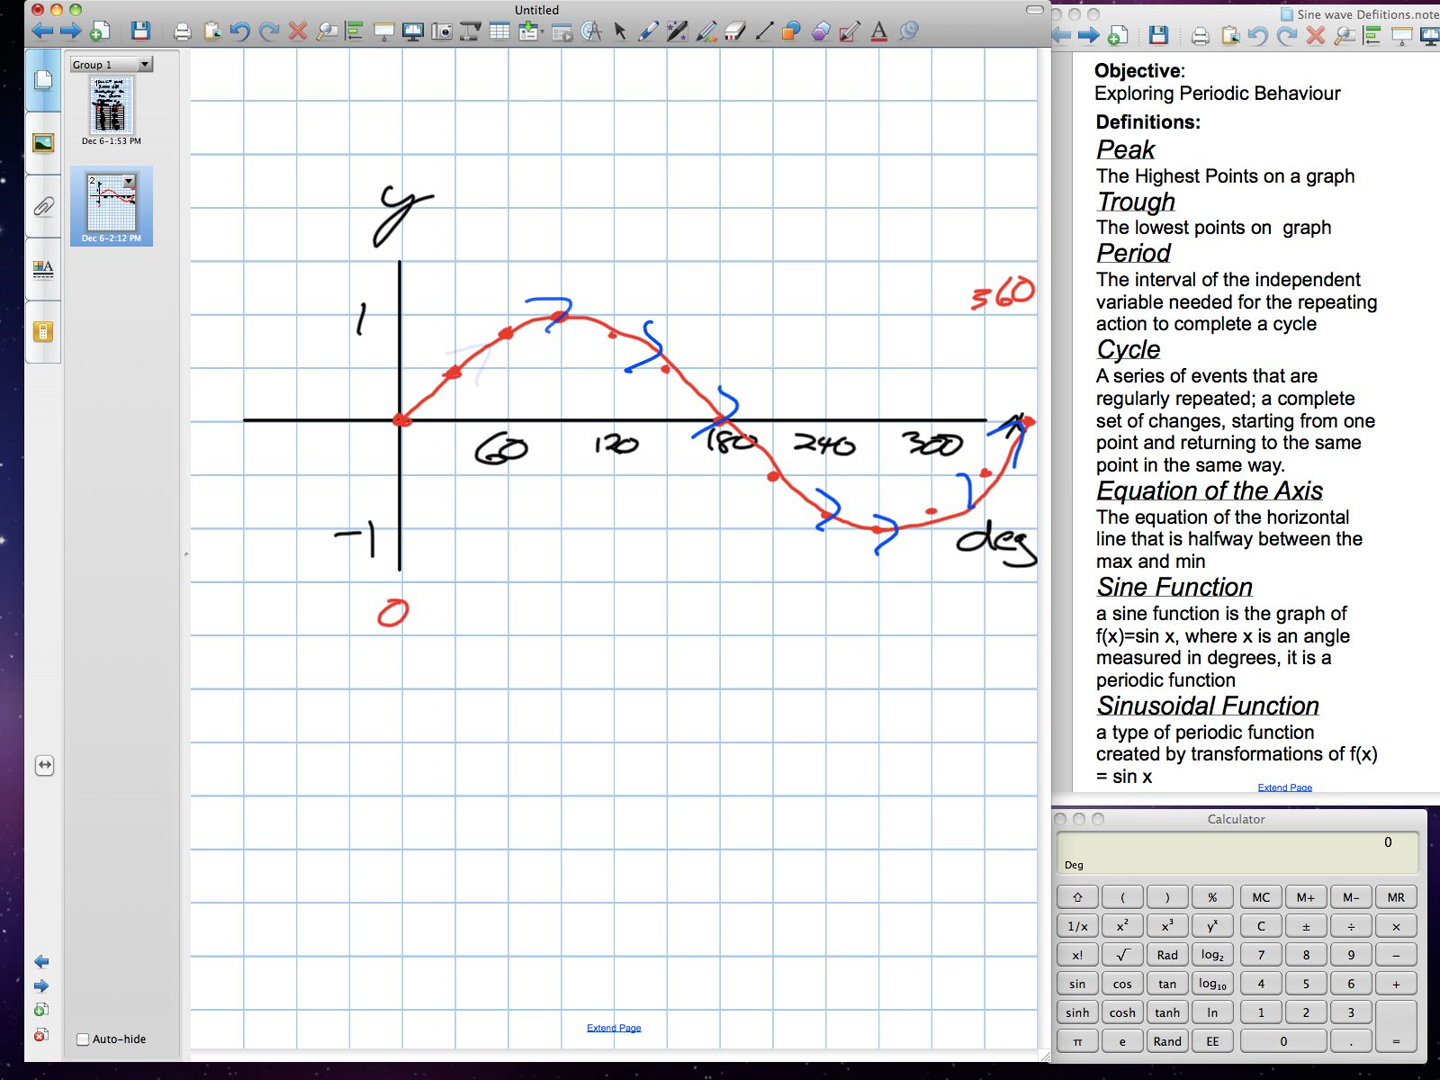 Untitled
Sine wave Defiitions.note
Group 1
Dec 6-1:53 PM
2
Dec 6-2:12 PM
y
1
360
60 120 180 240 300
-1
deg
0
Extend Page
Auto-hide
Objective:
Exploring Periodic Behaviour
Definitions:
Peak
The Highest Points on a graph
Trough
The lowest points on graph
Period
The interval of the independent
variable needed for the repeating
action to complete a cycle
Cycle
A series of events that are
regularly repeated; a complete
set of changes, starting from one
point and returning to the same
point in the same way.
Equation of the Axis
The equation of the horizontal
line that is halfway between the
max and min
Sine Function
a sine function is the graph of
f(x)=sin x, where x is an angle
measured in degrees, it is a
periodic function
Sinusoidal Function
a type of periodic function
created by transformations of f(x)
= sin x
Extend Page
Calculator
0
Deg
( ) % MC M+ M- MR
1/x x² x³ yˣ C ± ÷ ×
x! √ Rad log₂ 7 8 9 −
sin cos tan log₁₀ 4 5 6 +
sinh cosh tanh ln 1 2 3
π e Rand EE 0 . =